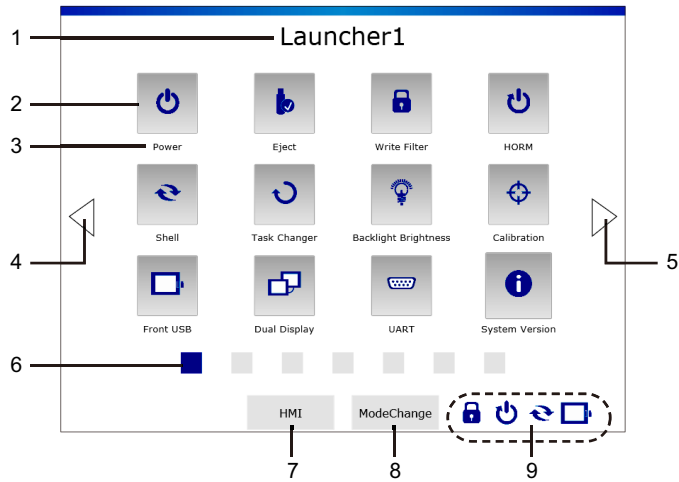 1 Launcher1
2
3 Power Eject Write Filter HORM
4 5
Shell Task Changer Backlight Brightness Calibration
Front USB Dual Display UART System Version
6
HMI ModeChange
7 8 9